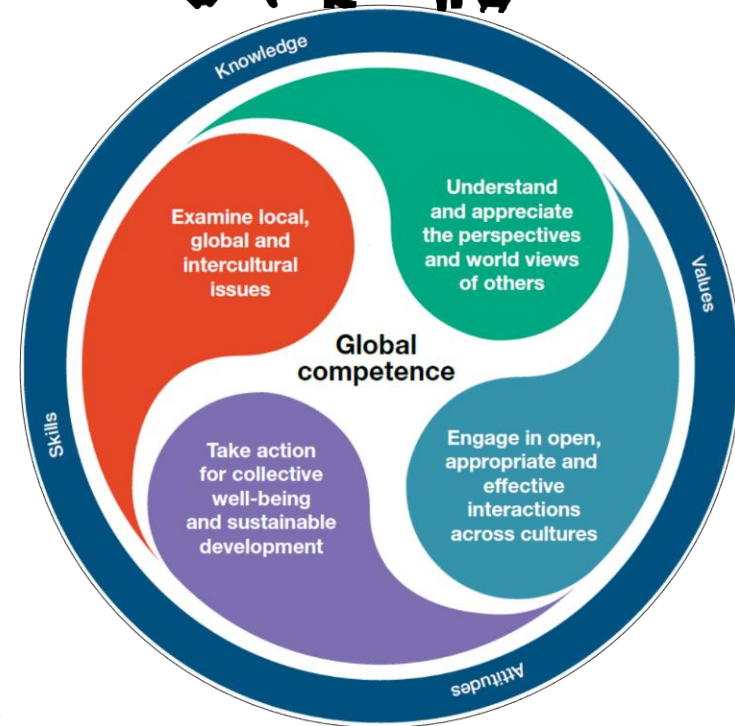 Knowledge
Examine local,
global and
intercultural
issues
Understand
and appreciate
the perspectives
and world views
of others
Values
Global
competence
Skills
Take action
for collective
well-being
and sustainable
development
Engage in open,
appropriate and
effective
interactions
across cultures
Attitudes